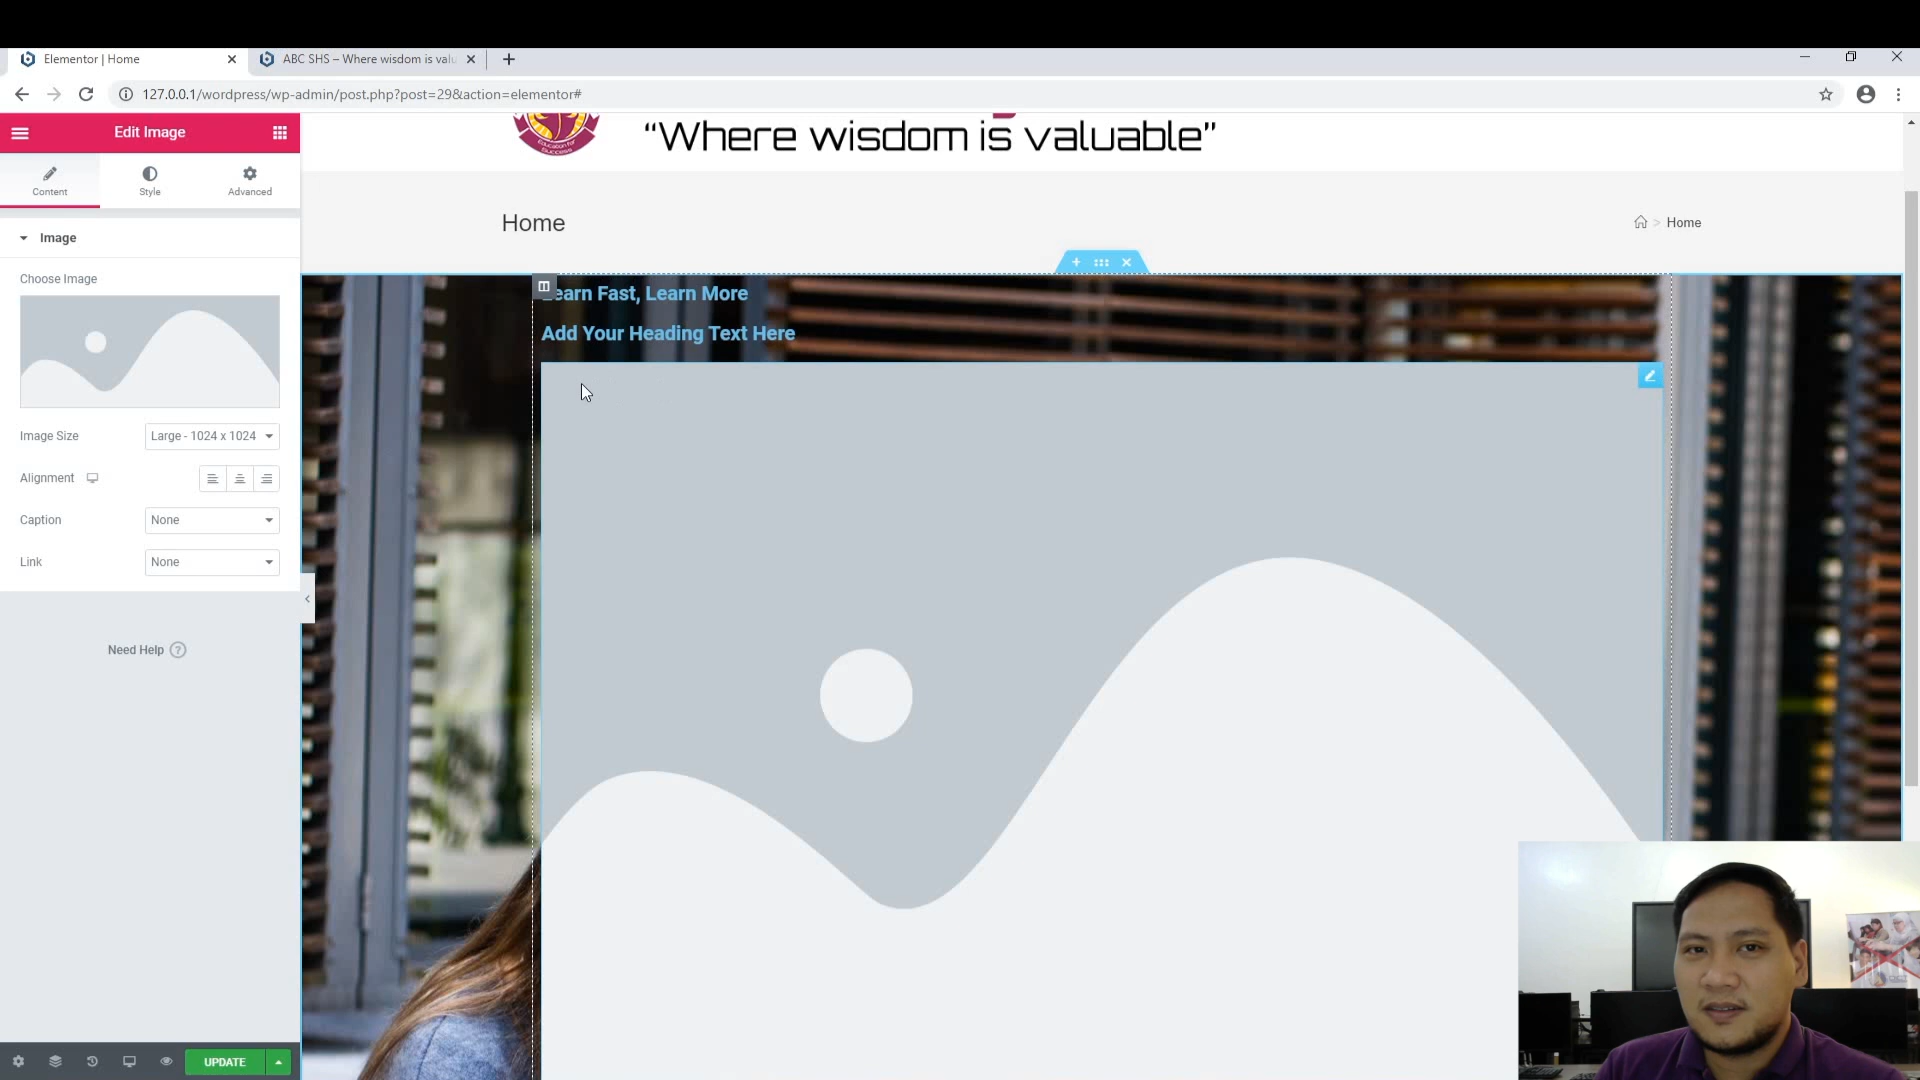 Elementor | Home
ABC SHS – Where wisdom is valu
127.0.0.1/wordpress/wp-admin/post.php?post=29&action=elementor#
Edit Image
Content
Style
Advanced
Image
Choose Image
Image Size
Large - 1024 x 1024
Alignment
Caption
None
Link
None
Need Help ?
UPDATE
Education for
Success
“Where wisdom is valuable”
Home
> Home
earn Fast, Learn More
Add Your Heading Text Here